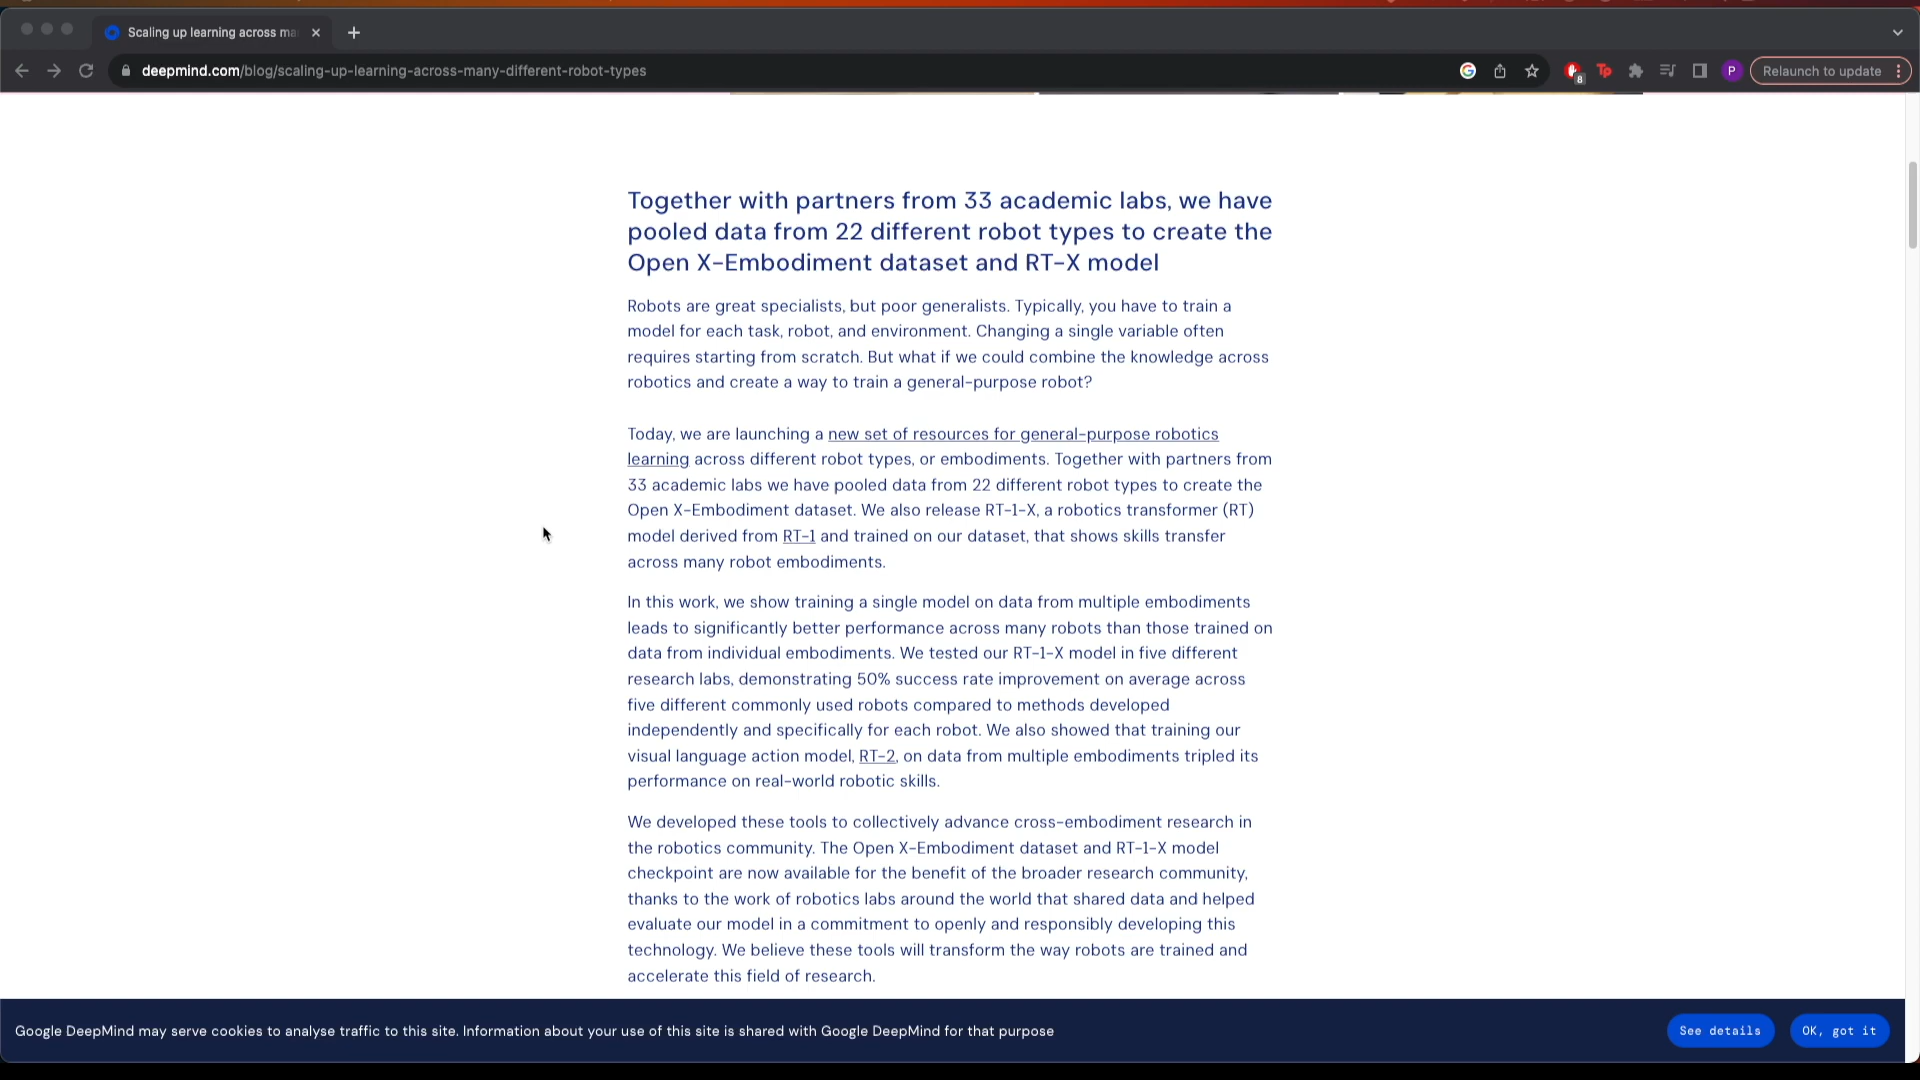 Scaling up learning across ma
deepmind.com/blog/scaling-up-learning-across-many-different-robot-types
8
Tp
P
Relaunch to update
Together with partners from 33 academic labs, we have
pooled data from 22 different robot types to create the
Open X-Embodiment dataset and RT-X model
Robots are great specialists, but poor generalists. Typically, you have to train a
model for each task, robot, and environment. Changing a single variable often
requires starting from scratch. But what if we could combine the knowledge across
robotics and create a way to train a general-purpose robot?
Today, we are launching a new set of resources for general-purpose robotics
learning across different robot types, or embodiments. Together with partners from
33 academic labs we have pooled data from 22 different robot types to create the
Open X-Embodiment dataset. We also release RT-1-X, a robotics transformer (RT)
model derived from RT-1 and trained on our dataset, that shows skills transfer
across many robot embodiments.
In this work, we show training a single model on data from multiple embodiments
leads to significantly better performance across many robots than those trained on
data from individual embodiments. We tested our RT-1-X model in five different
research labs, demonstrating 50% success rate improvement on average across
five different commonly used robots compared to methods developed
independently and specifically for each robot. We also showed that training our
visual language action model, RT-2, on data from multiple embodiments tripled its
performance on real-world robotic skills.
We developed these tools to collectively advance cross-embodiment research in
the robotics community. The Open X-Embodiment dataset and RT-1-X model
checkpoint are now available for the benefit of the broader research community,
thanks to the work of robotics labs around the world that shared data and helped
evaluate our model in a commitment to openly and responsibly developing this
technology. We believe these tools will transform the way robots are trained and
accelerate this field of research.
Google DeepMind may serve cookies to analyse traffic to this site. Information about your use of this site is shared with Google DeepMind for that purpose
See details
OK, got it